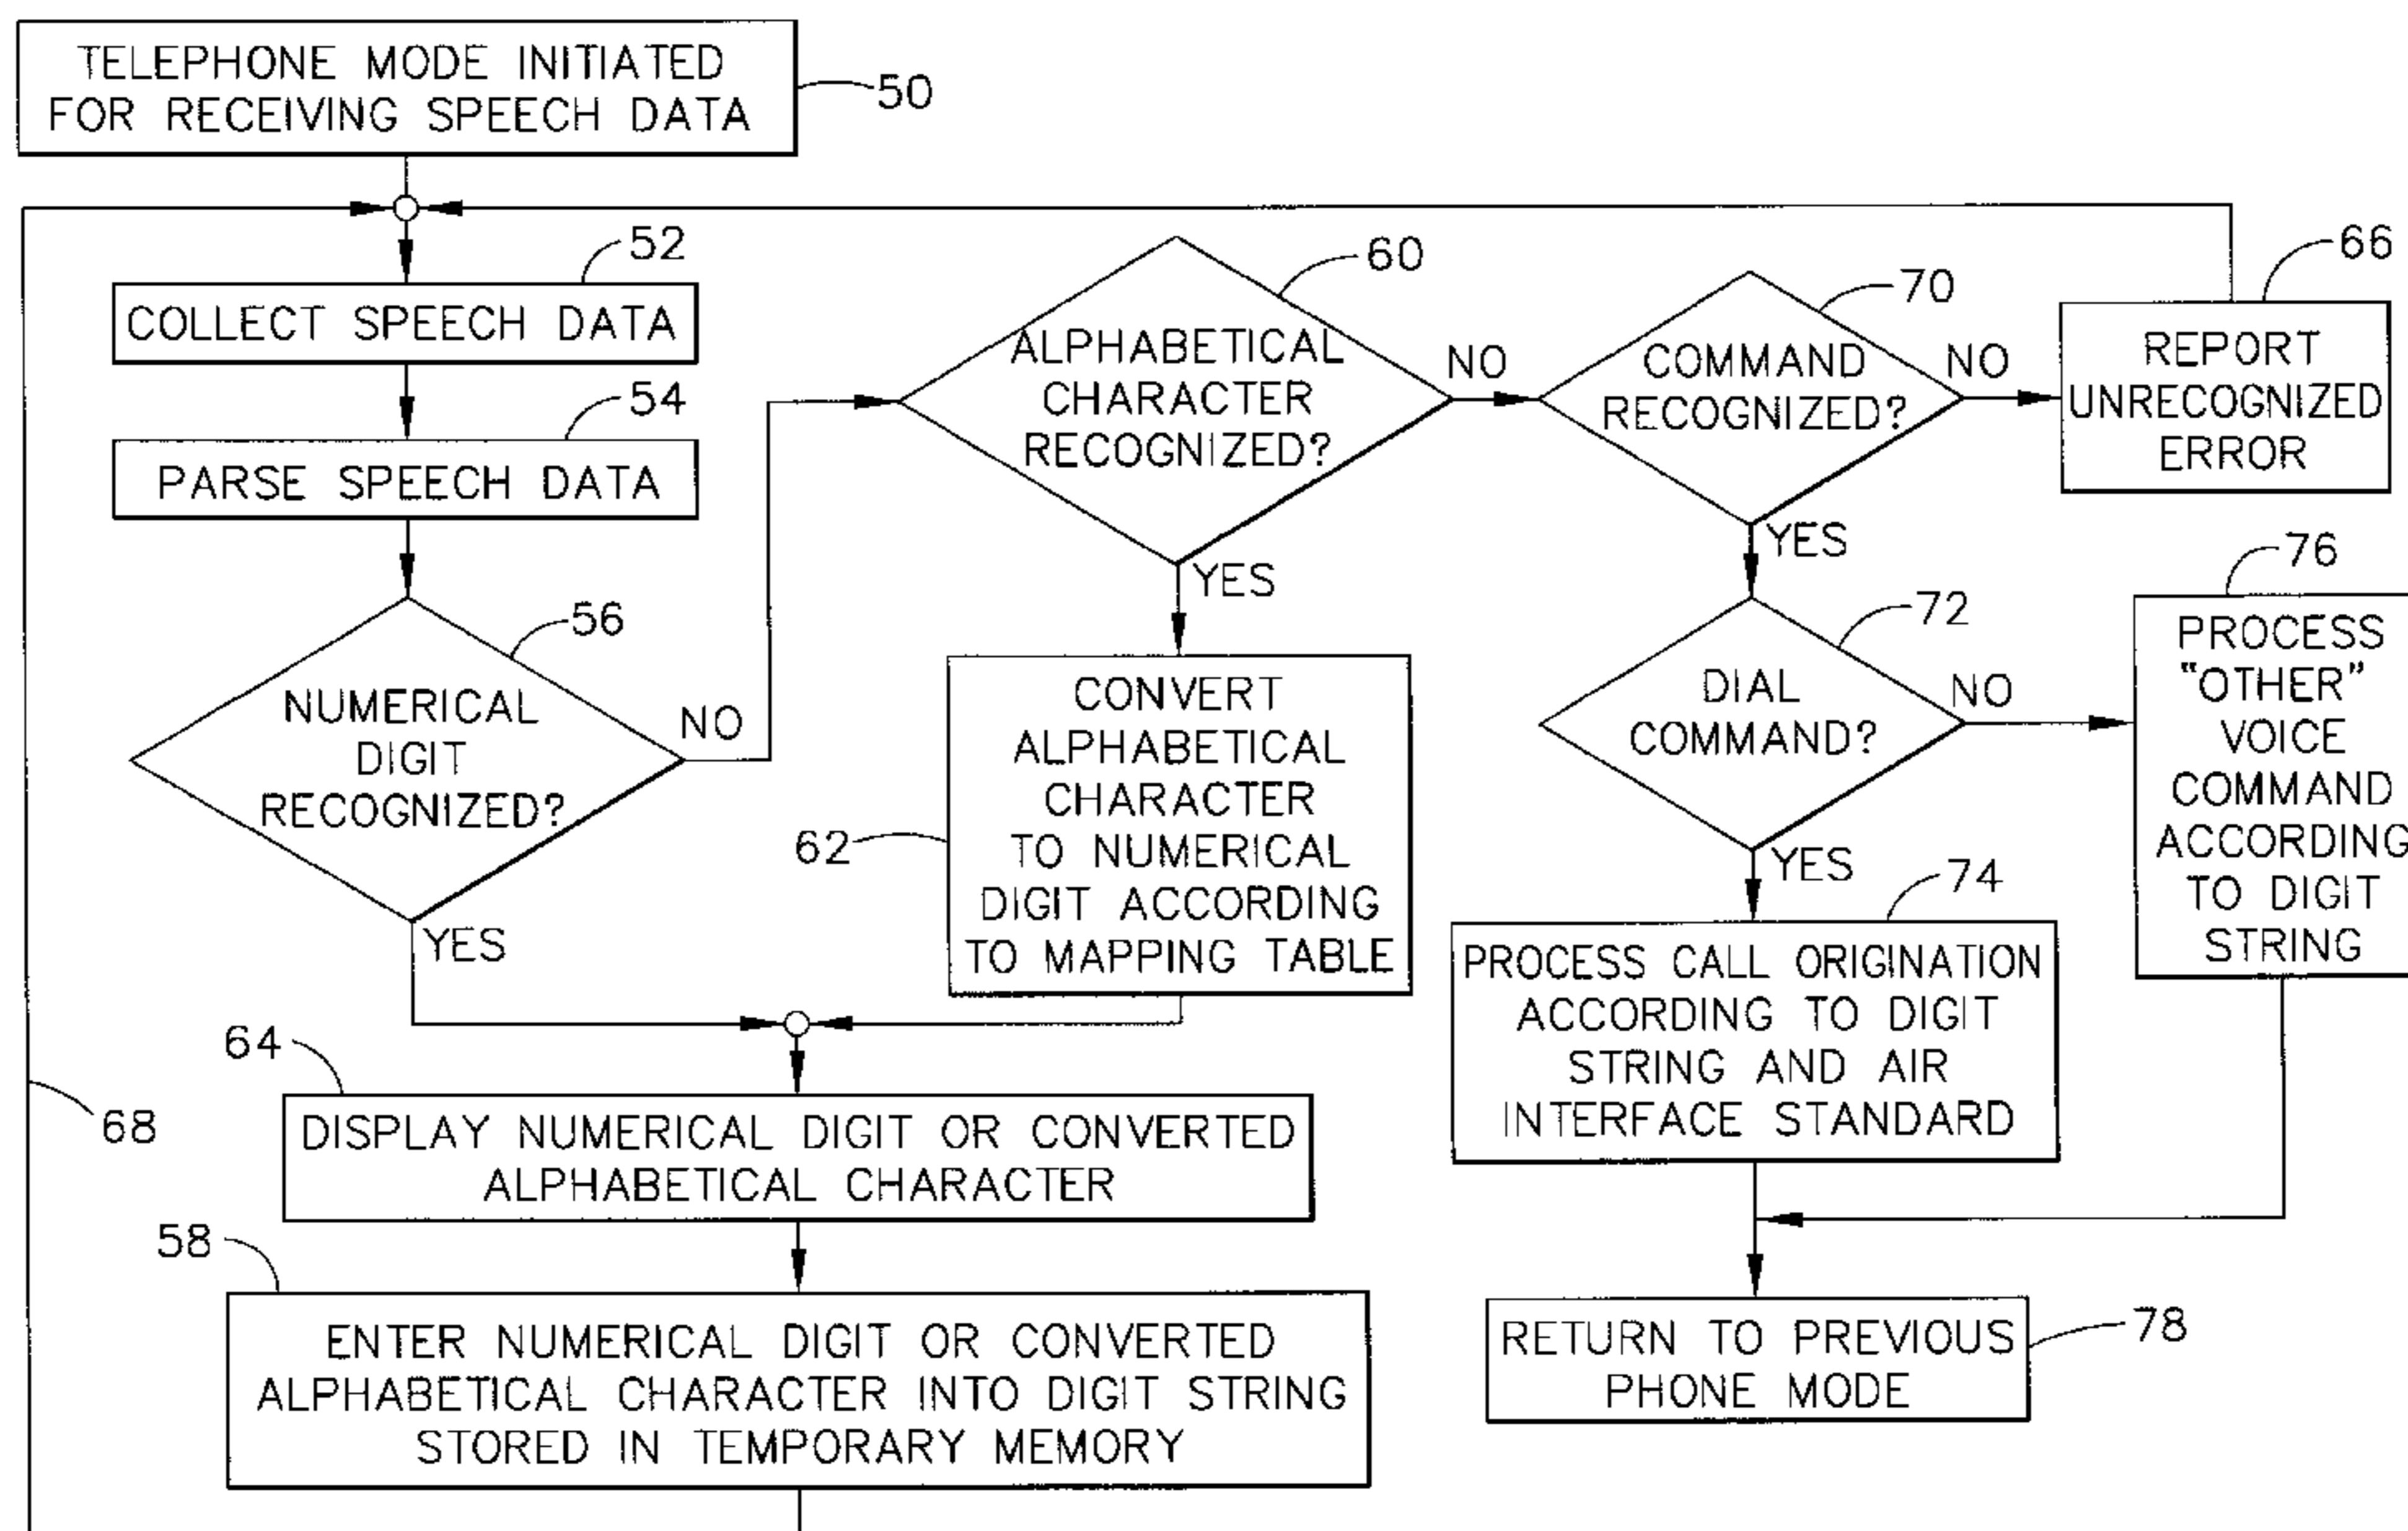 TELEPHONE MODE INITIATED
FOR RECEIVING SPEECH DATA
50
52
COLLECT SPEECH DATA
54
PARSE SPEECH DATA
56
NUMERICAL
DIGIT
RECOGNIZED?
NO
YES
60
ALPHABETICAL
CHARACTER
RECOGNIZED?
NO
YES
62
CONVERT
ALPHABETICAL
CHARACTER
TO NUMERICAL
DIGIT ACCORDING
TO MAPPING TABLE
70
COMMAND
RECOGNIZED?
NO
YES
66
REPORT
UNRECOGNIZED
ERROR
72
DIAL
COMMAND?
NO
YES
76
PROCESS
"OTHER"
VOICE
COMMAND
ACCORDING
TO DIGIT
STRING
74
PROCESS CALL ORIGINATION
ACCORDING TO DIGIT
STRING AND AIR
INTERFACE STANDARD
64
DISPLAY NUMERICAL DIGIT OR CONVERTED
ALPHABETICAL CHARACTER
68
58
ENTER NUMERICAL DIGIT OR CONVERTED
ALPHABETICAL CHARACTER INTO DIGIT STRING
STORED IN TEMPORARY MEMORY
RETURN TO PREVIOUS
PHONE MODE
78